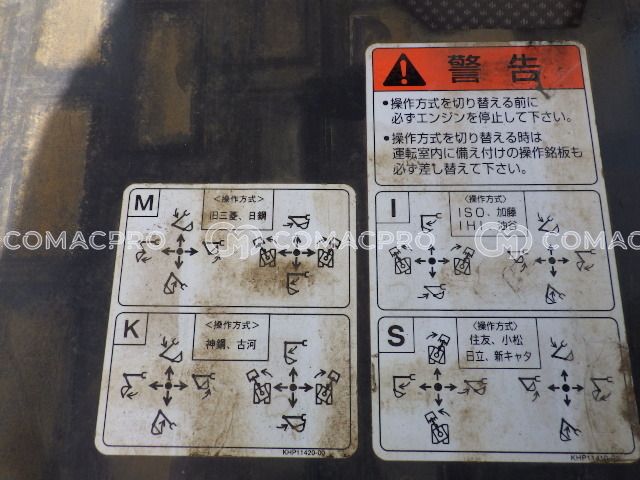 警告
•操作方式を切り替える前に
必ずエンジンを停止して下さい。
•操作方式を切り替える時は
運転室内に備え付けの操作銘板も
必ず差し替えて下さい。
M
<操作方式>
旧三菱、日鋼
I
<操作方式>
ISO、加藤
IHI、油谷
COMACPRO
COMACPRO
COMACPRO
K
<操作方式>
神鋼、古河
S
<操作方式>
住友、小松
日立、新キャタ
KHP11420-00